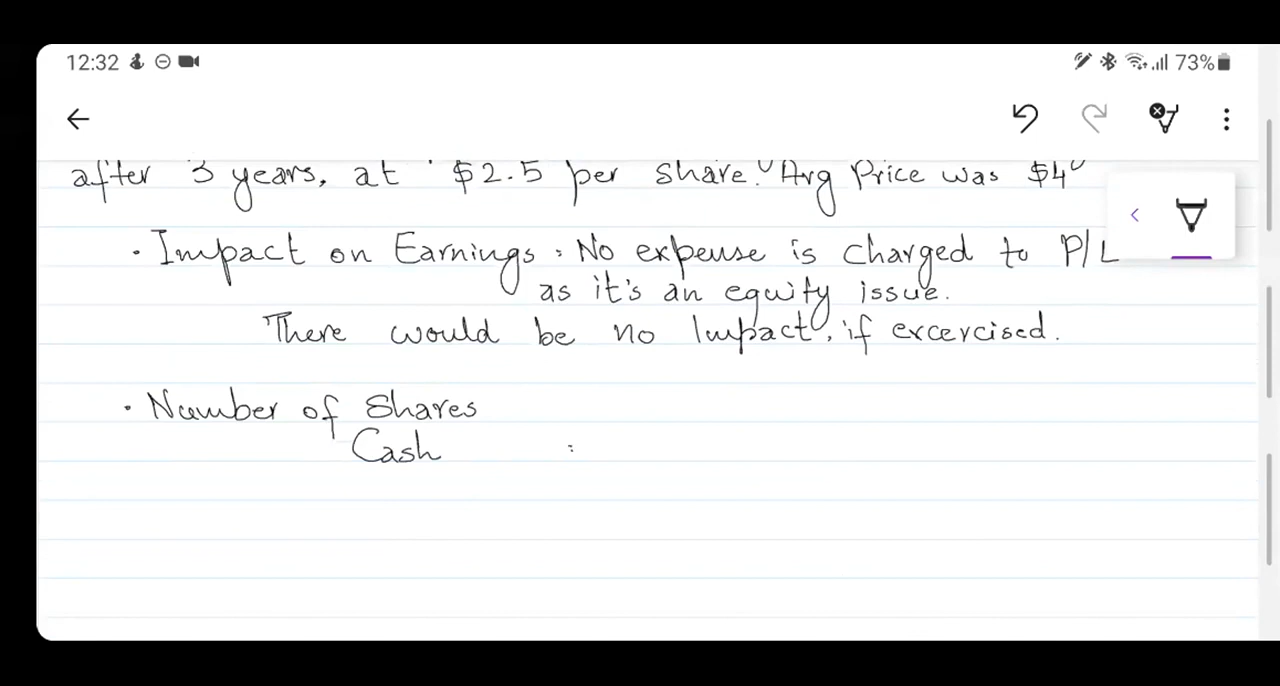 12:32 73%
after 3 years, at $2.5 per share. Avg Price was $4
· Impact on Earnings : No expense is charged to P/L
as it's an equity issue.
There would be no Impact, if excercised.
· Number of Shares
Cash :